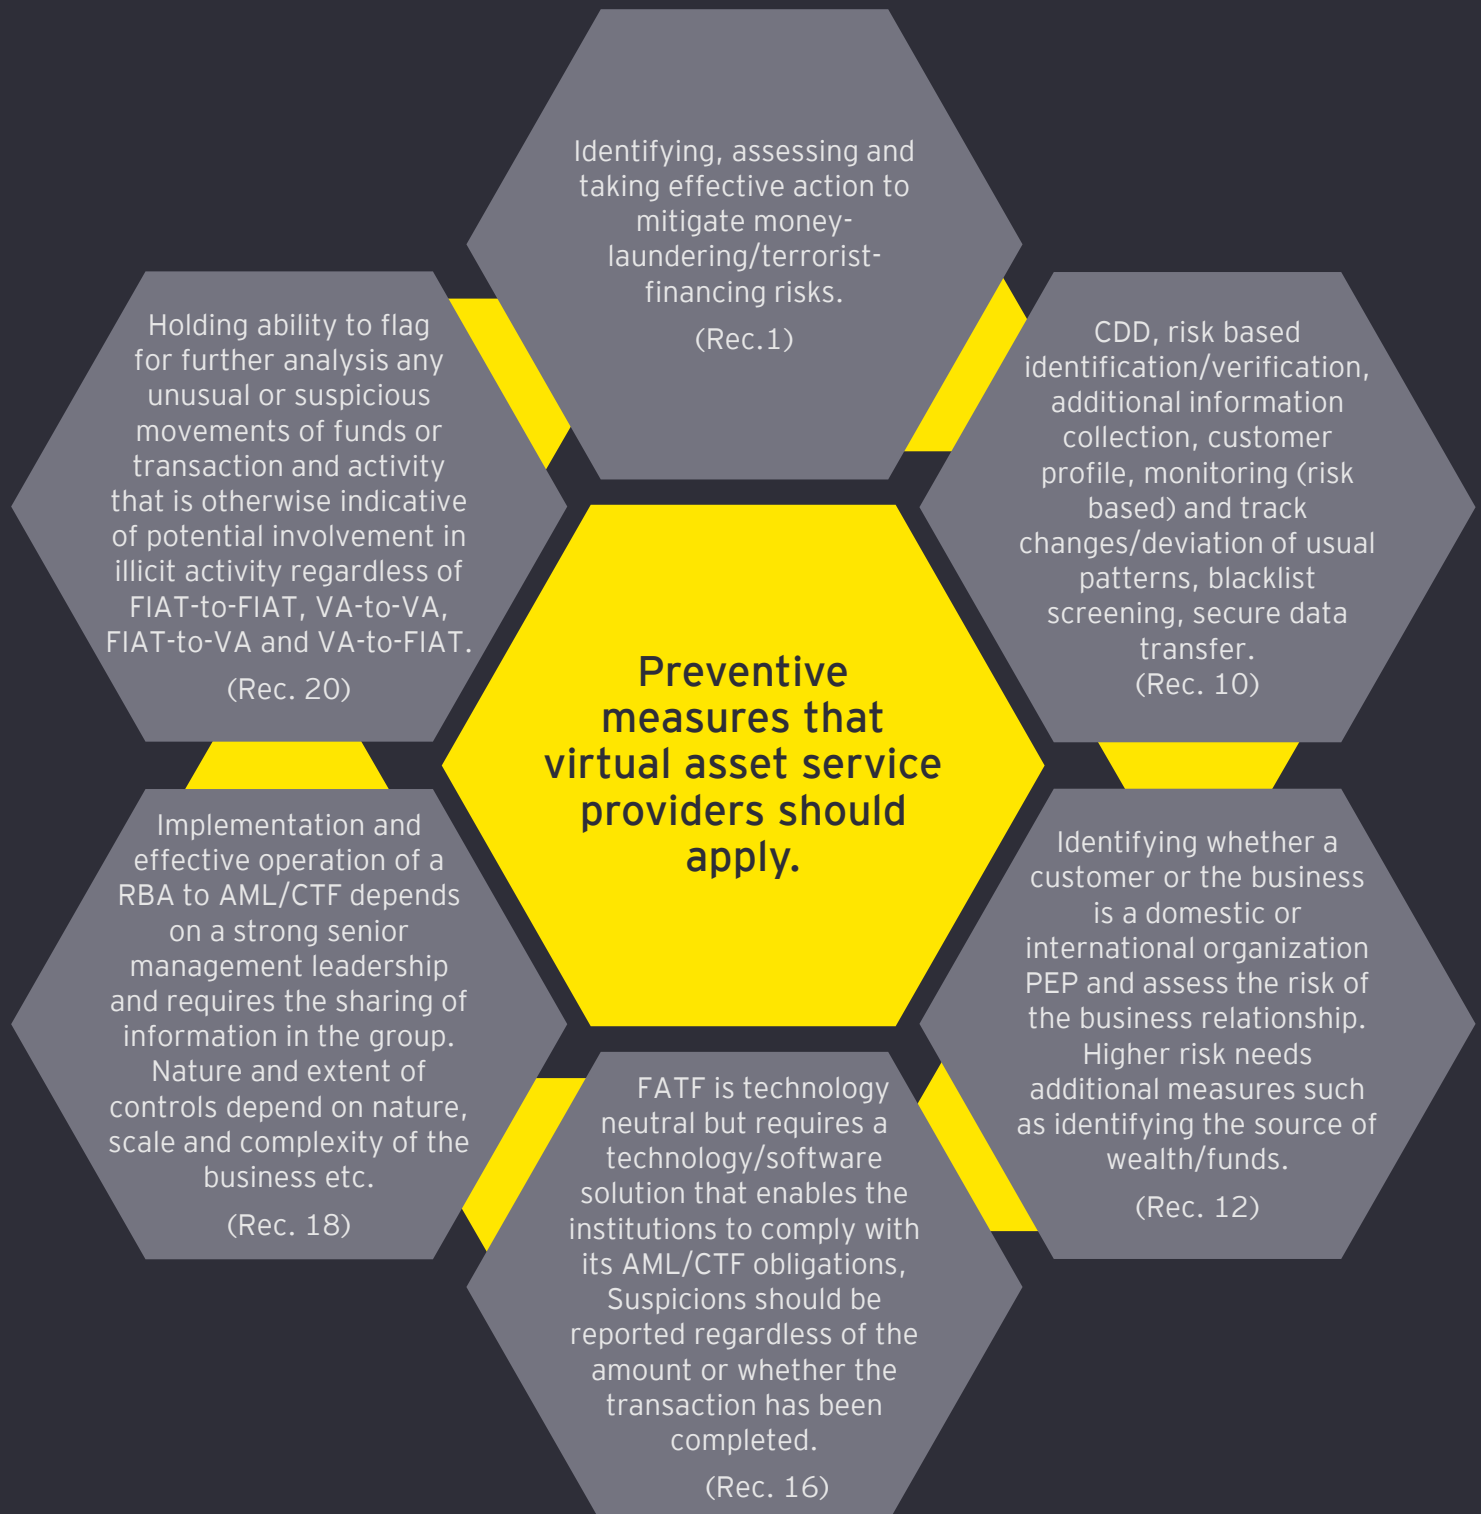 Identifying, assessing and
taking effective action to
mitigate money-
laundering/terrorist-
financing risks.
(Rec.1)
CDD, risk based
identification/verification,
additional information
collection, customer
profile, monitoring (risk
based) and track
changes/deviation of usual
patterns, blacklist
screening, secure data
transfer.
(Rec. 10)
Identifying whether a
customer or the business
is a domestic or
international organization
PEP and assess the risk of
the business relationship.
Higher risk needs
additional measures such
as identifying the source of
wealth/funds.
(Rec. 12)
FATF is technology
neutral but requires a
technology/software
solution that enables the
institutions to comply with
its AML/CTF obligations,
Suspicions should be
reported regardless of the
amount or whether the
transaction has been
completed.
(Rec. 16)
Implementation and
effective operation of a
RBA to AML/CTF depends
on a strong senior
management leadership
and requires the sharing of
information in the group.
Nature and extent of
controls depend on nature,
scale and complexity of the
business etc.
(Rec. 18)
Holding ability to flag
for further analysis any
unusual or suspicious
movements of funds or
transaction and activity
that is otherwise indicative
of potential involvement in
illicit activity regardless of
FIAT-to-FIAT, VA-to-VA,
FIAT-to-VA and VA-to-FIAT.
(Rec. 20)
Preventive
measures that
virtual asset service
providers should
apply.